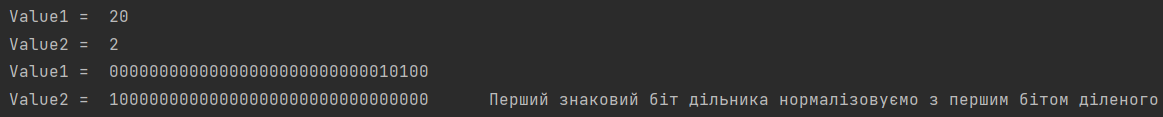 Value1 =  20
Value2 =  2
Value1 =  00000000000000000000000000010100
Value2 =  10000000000000000000000000000000      Перший знаковий біт дільника нормалізовуємо з першим бітом діленого